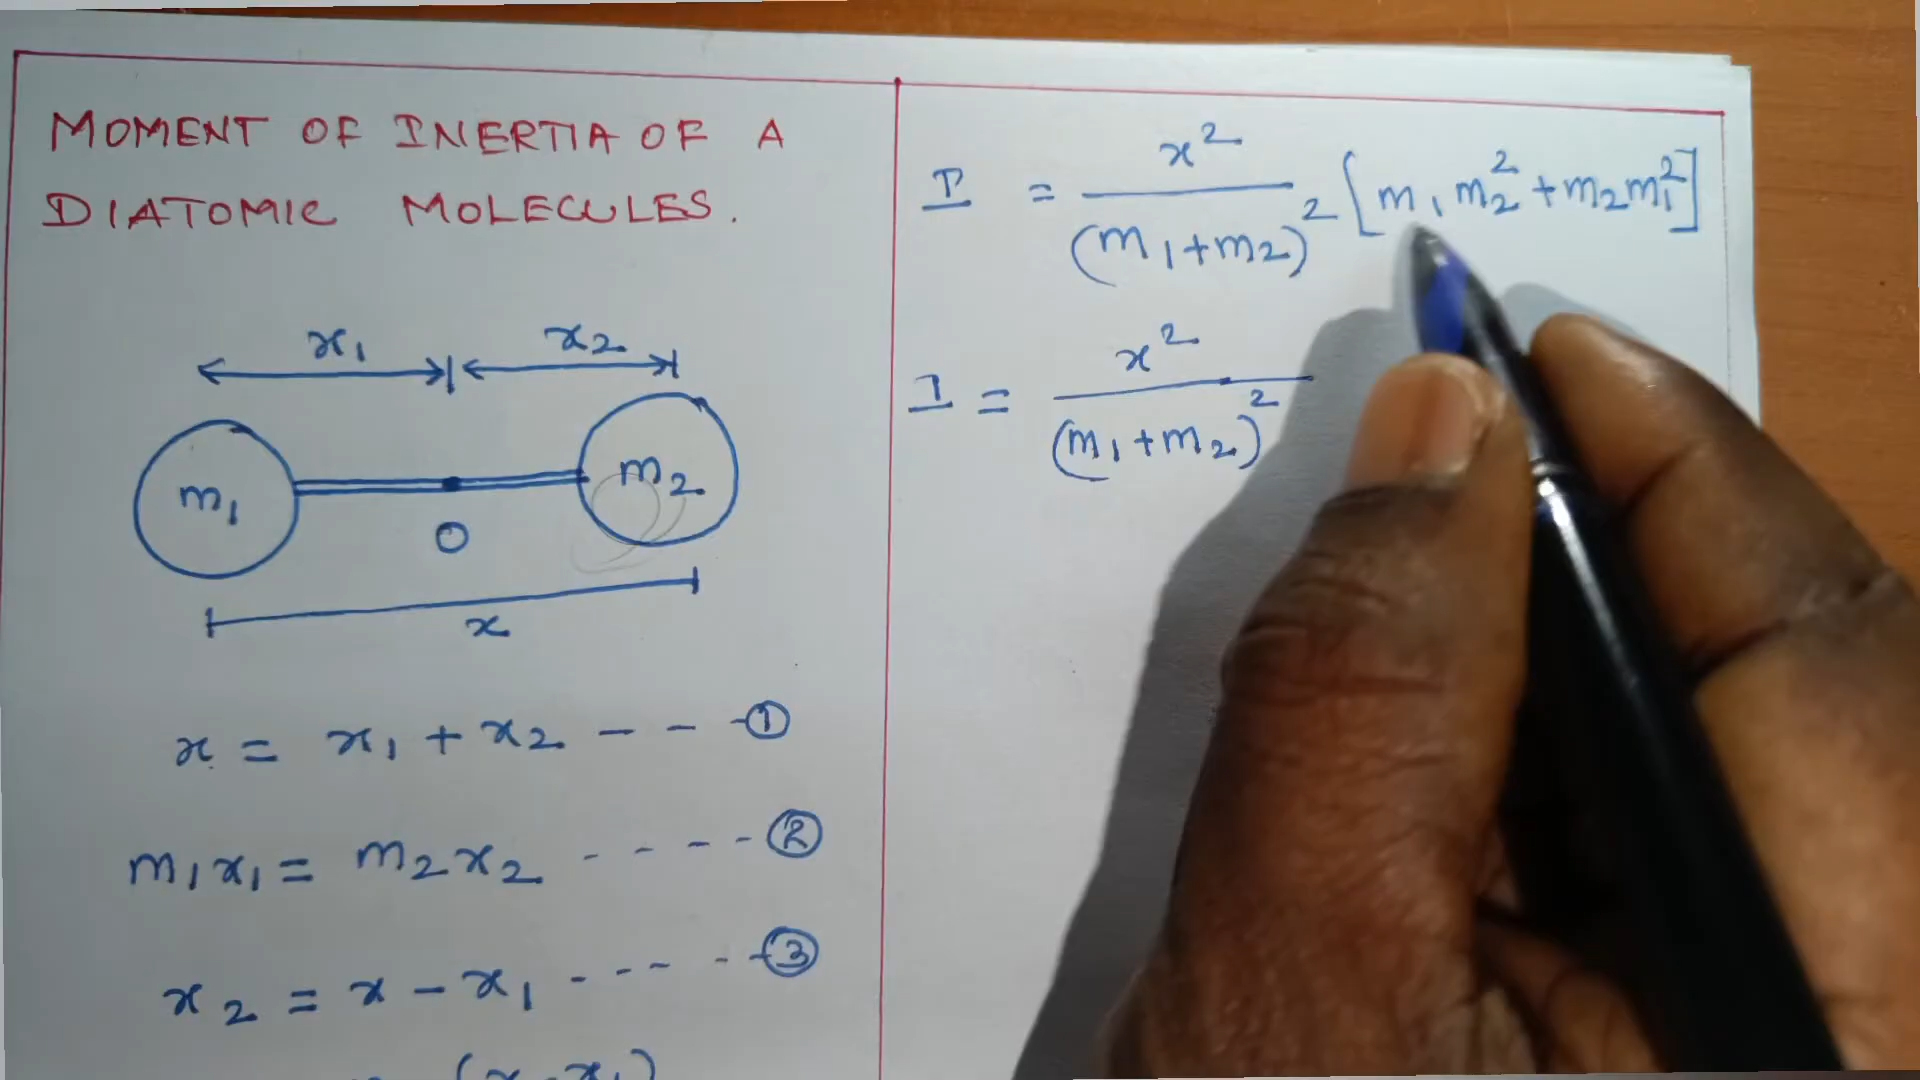 MOMENT OF INERTIA OF A
DIATOMIC MOLECULES.
x₁ x₂
m₁ m₂
O
x
x = x₁ + x₂ -- - ①
m₁x₁ = m₂x₂ - - - - - ②
x₂ = x - x₁ - - - - - ③
(x - x₁)
I = x² / (m₁+m₂)² [m₁m₂² + m₂m₁²]
I = x² / (m₁+m₂)²